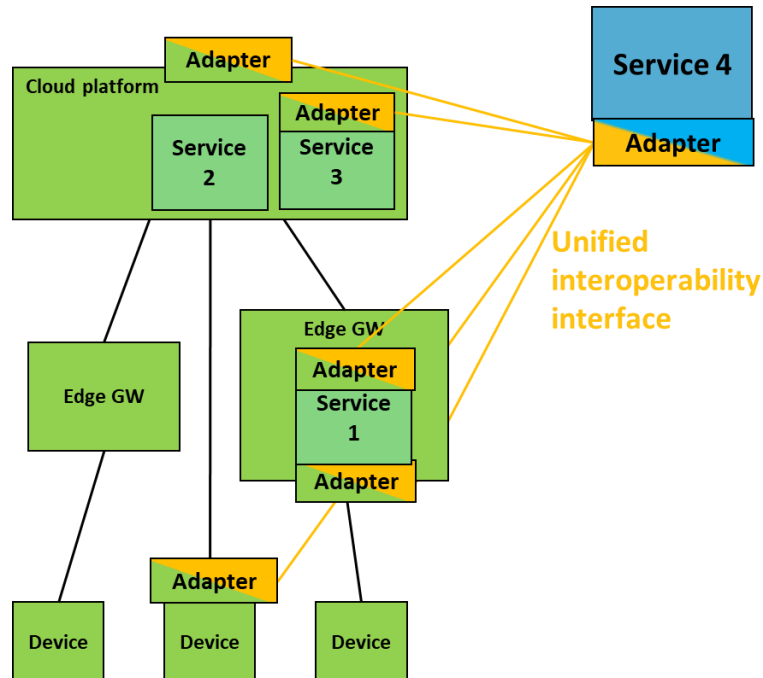 Adapter
Cloud platform
Adapter
Service
2
Service
3
Service 4
Adapter
Unified
interoperability
interface
Edge GW
Edge GW
Adapter
Service
1
Adapter
Adapter
Device
Device
Device